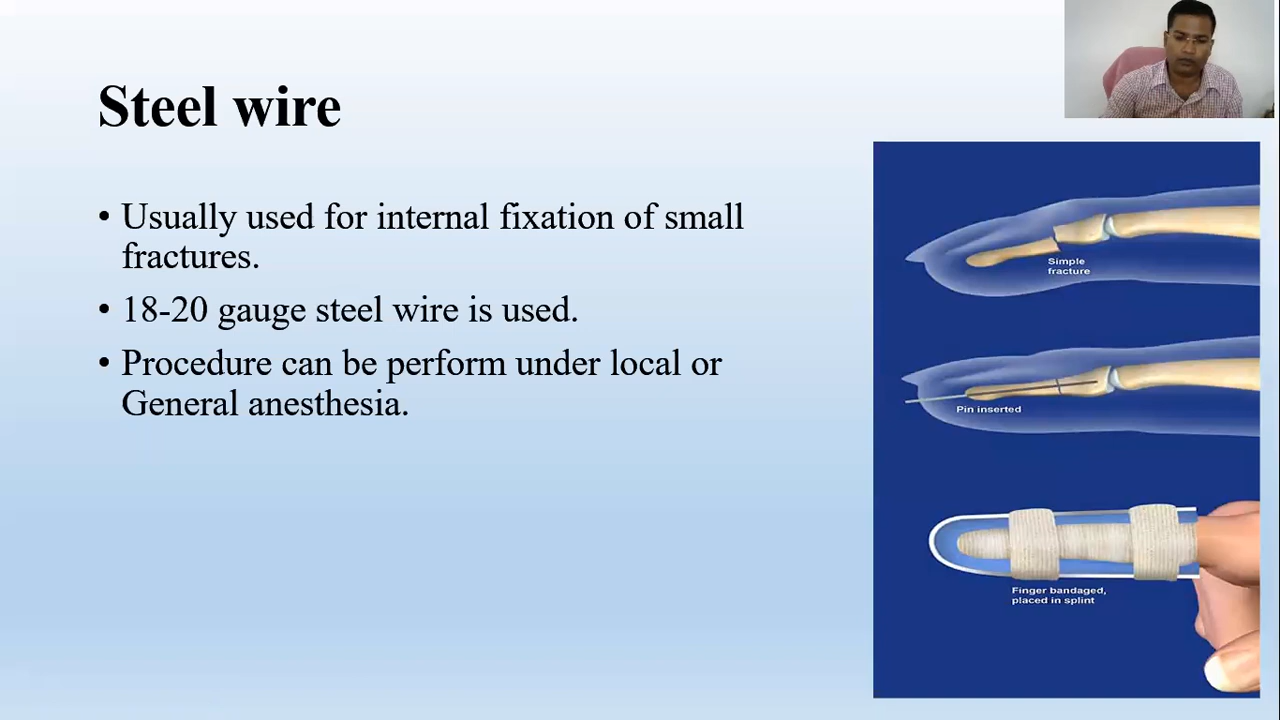 Steel wire
• Usually used for internal fixation of small
fractures.
• 18-20 gauge steel wire is used.
• Procedure can be perform under local or
General anesthesia.
Simple
fracture
Pin inserted
Finger bandaged,
placed in splint